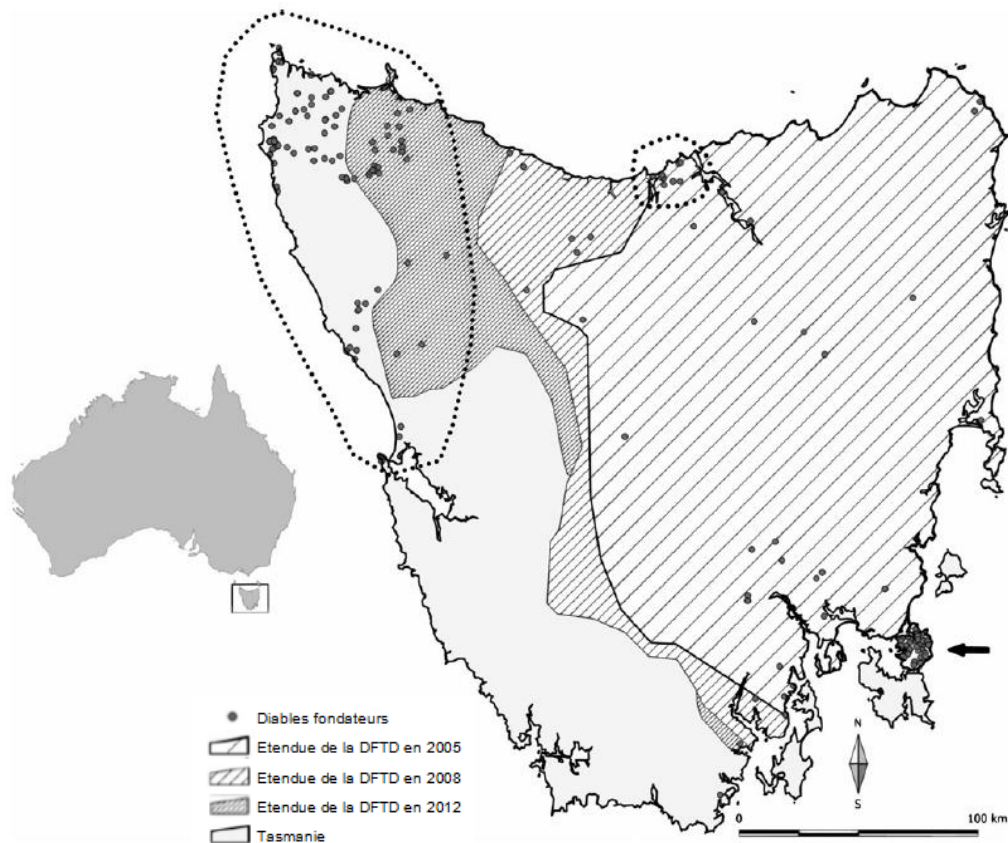 Diables fondateurs
Etendue de la DFTD en 2005
Etendue de la DFTD en 2008
Etendue de la DFTD en 2012
Tasmanie
N
S
0 100 km